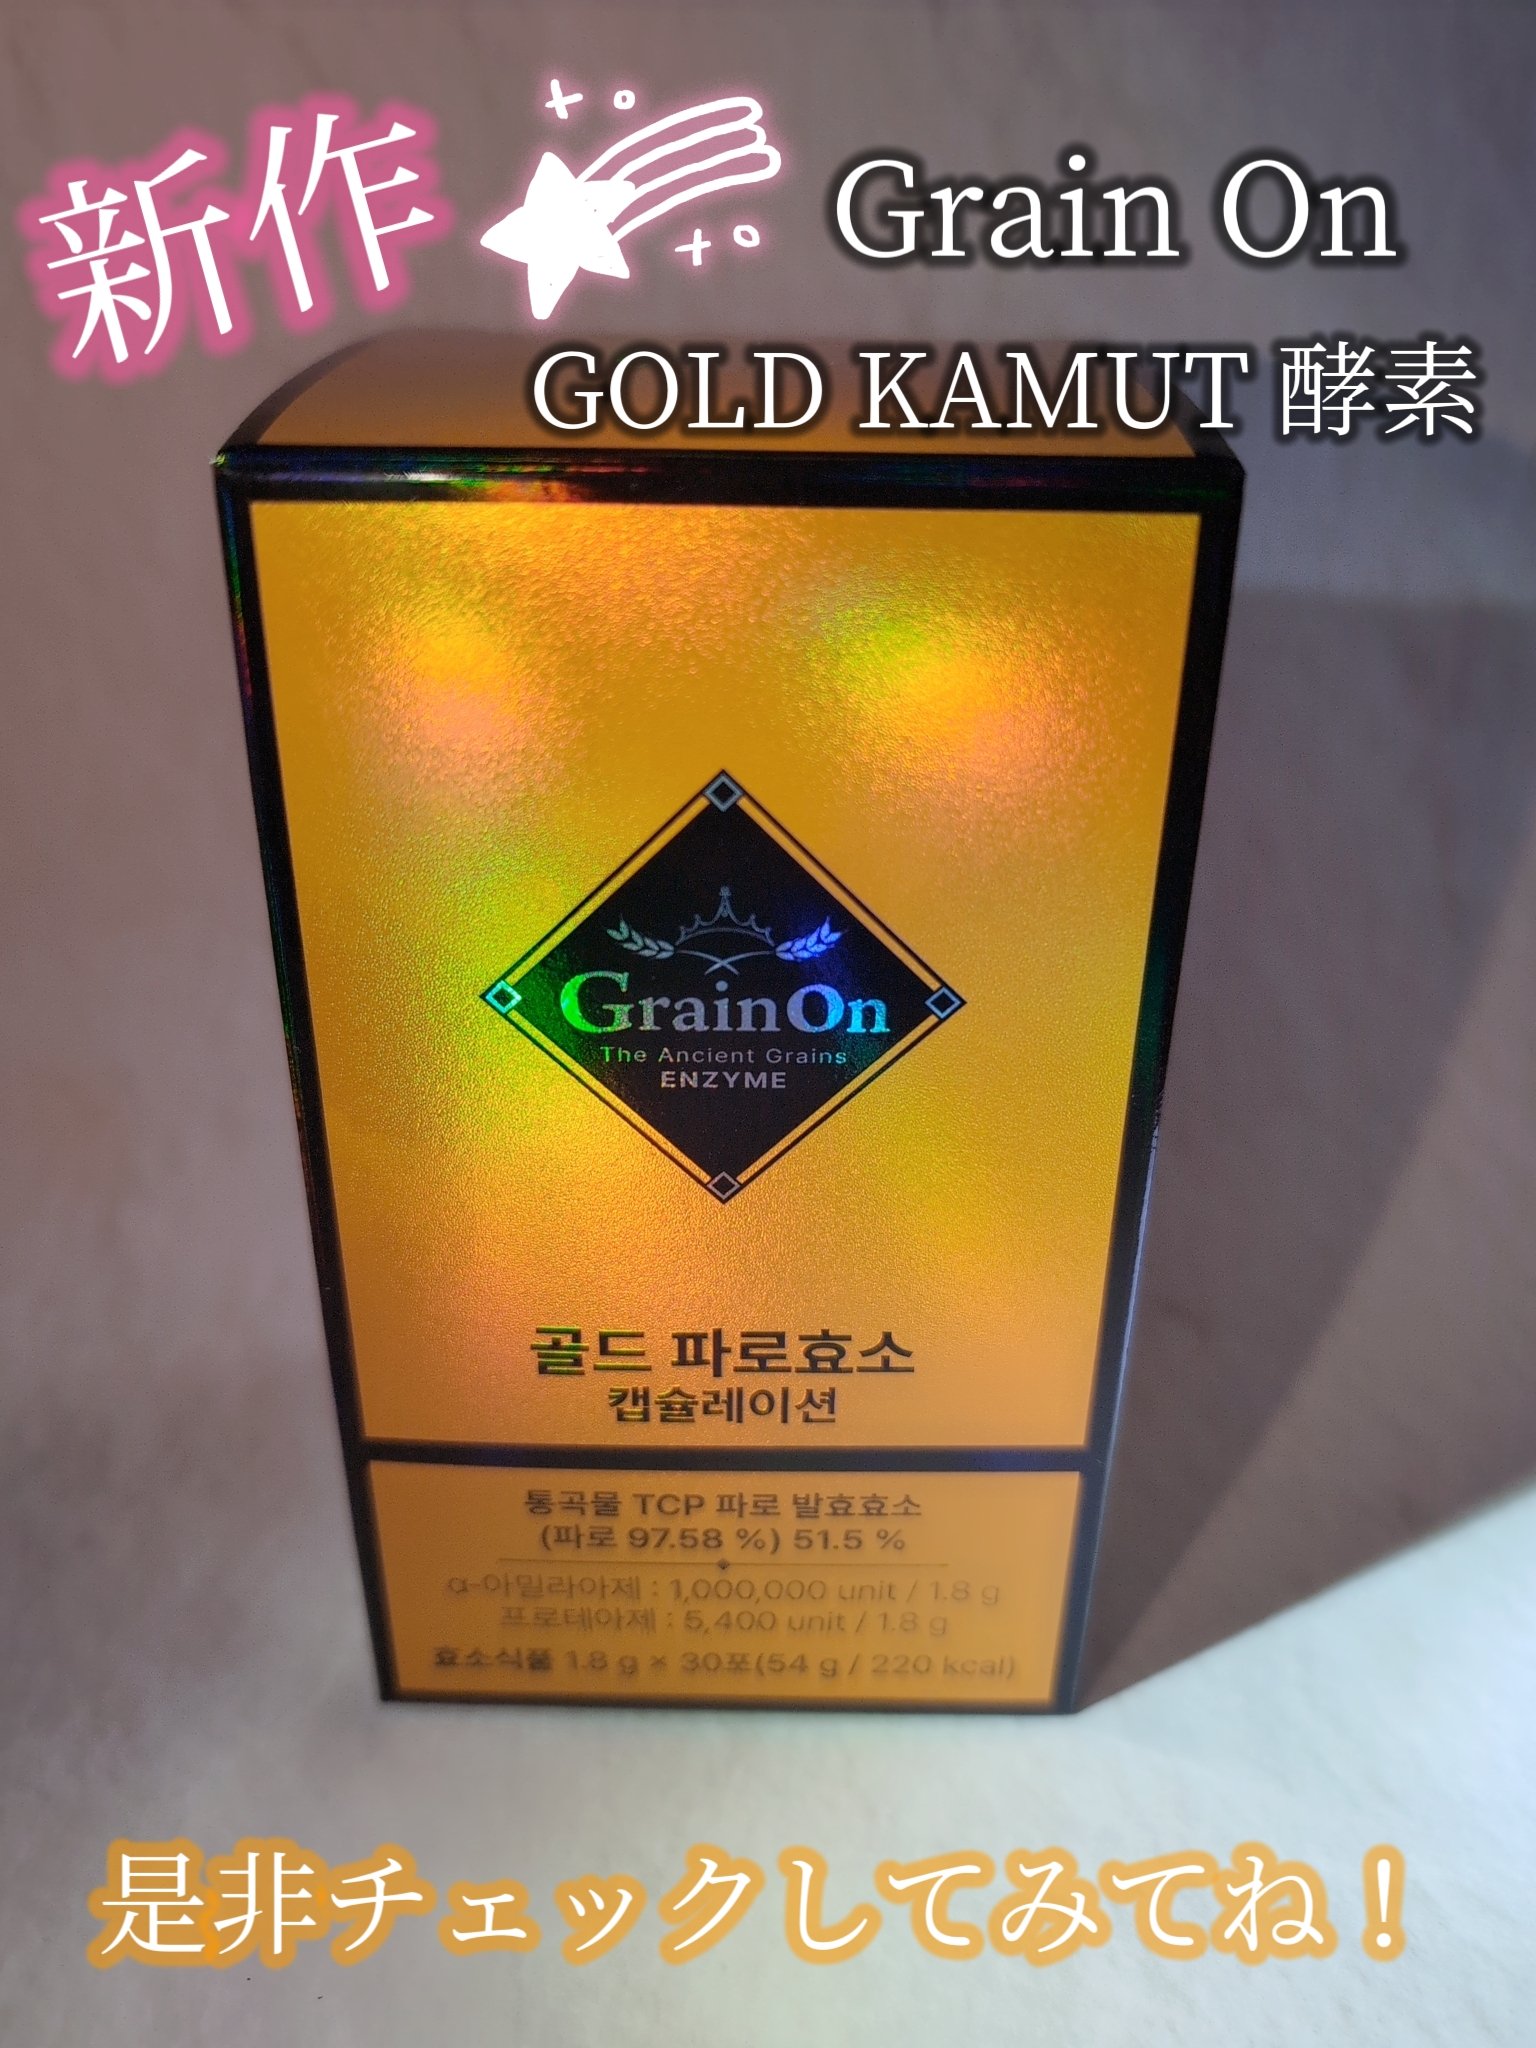 新作
Grain On
GOLD KAMUT 酵素
GrainOn
The Ancient Grains
ENZYME
골드 파로효소
캡슐레이션
통곡물 TCP 파로 발효효소
(파로 97.58 %) 51.5 %
α-아밀라아제 : 1,000,000 unit / 1.8 g
프로테아제 : 5,400 unit / 1.8 g
효소식품 1.8 g × 30포(54 g / 220 kcal)
是非チェックしてみてね！